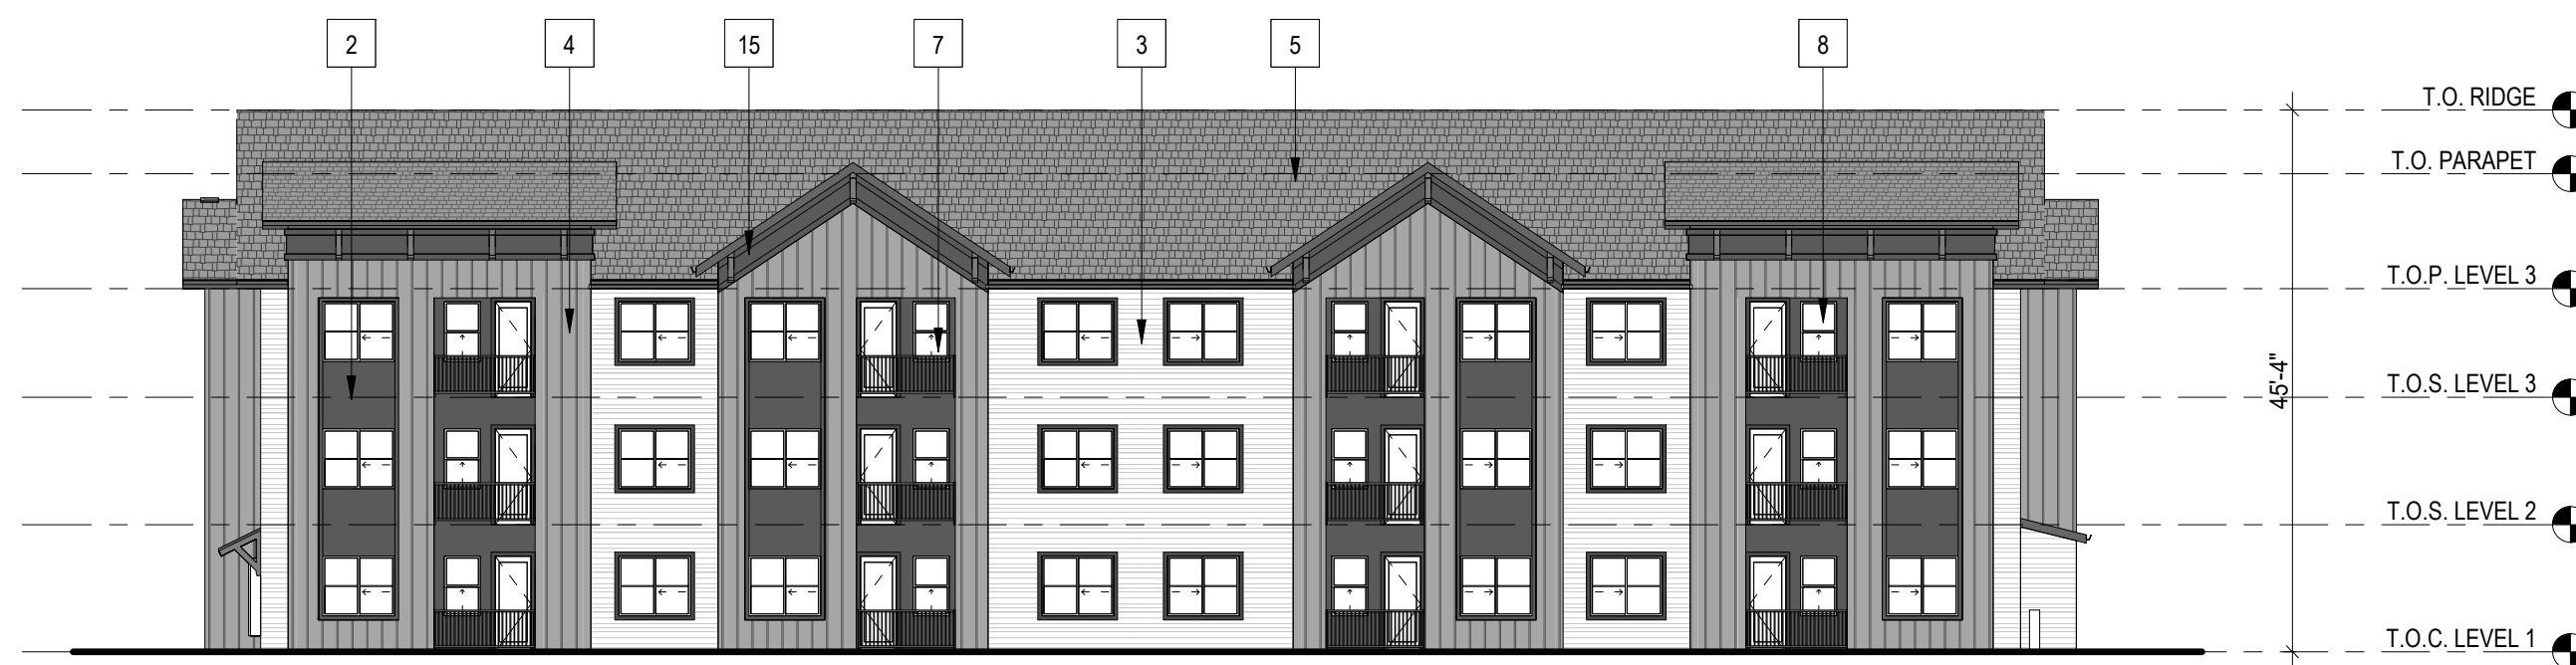 2
4
15
7
3
5
8
T.O. RIDGE
T.O. PARAPET
T.O.P. LEVEL 3
T.O.S. LEVEL 3
45'-4"
T.O.S. LEVEL 2
T.O.C. LEVEL 1